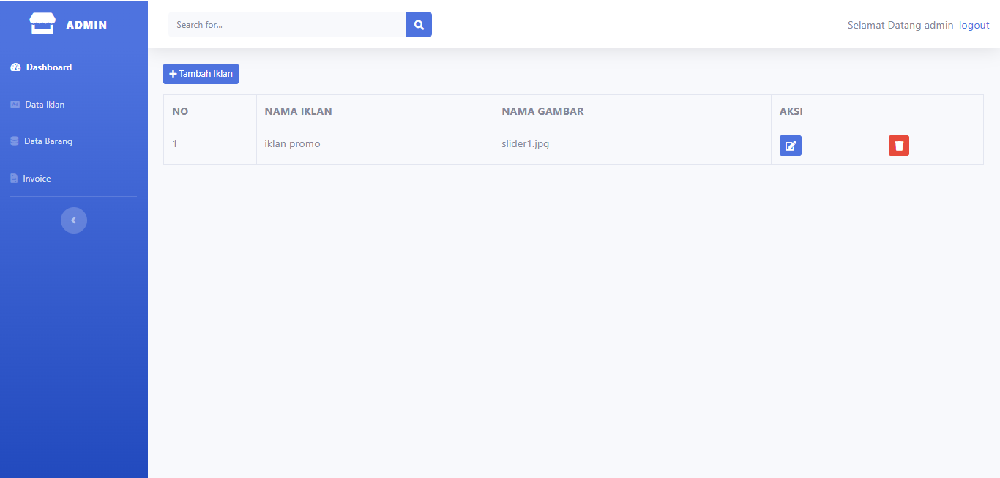 ADMIN
Search for...
Selamat Datang admin logout
Dashboard
Data Iklan
Data Barang
Invoice
Tambah Iklan
NO NAMA IKLAN NAMA GAMBAR AKSI
1 iklan promo slider1.jpg